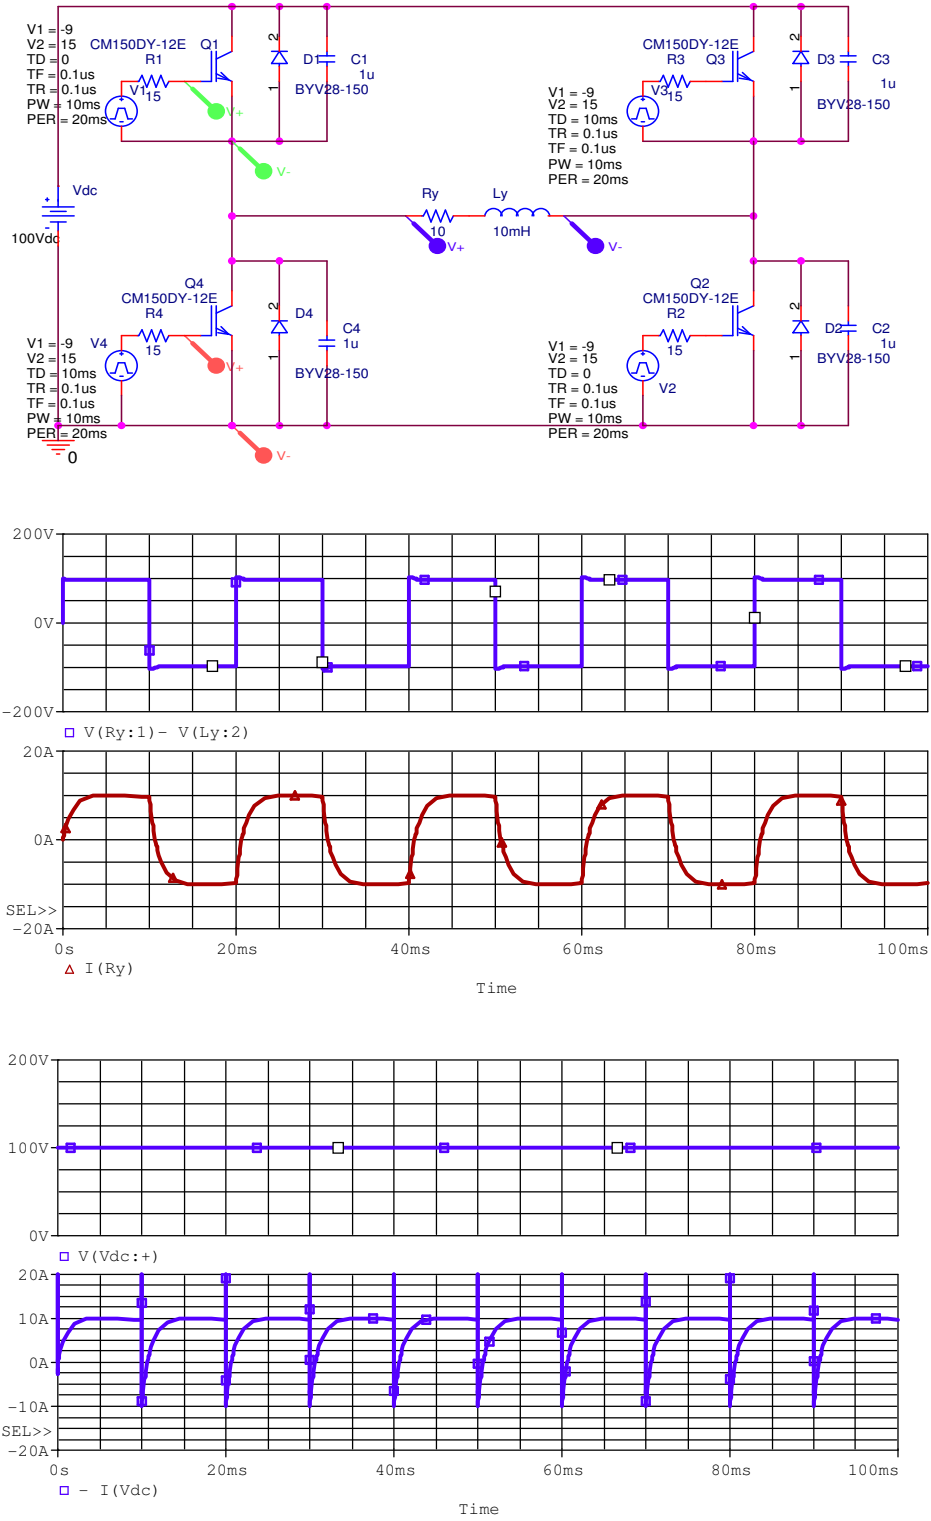 V1 = -9
V2 = 15
TD = 0
TF = 0.1us
TR = 0.1us
PW = 10ms
PER = 20ms
CM150DY-12E
Q1
R1
V1
15
2
1
D1
C1
1u
BYV28-150
V+
V-
CM150DY-12E
R3
Q3
V3
15
2
1
D3
C3
1u
BYV28-150
V1 = -9
V2 = 15
TD = 10ms
TR = 0.1us
TF = 0.1us
PW = 10ms
PER = 20ms
Vdc
+
-
100Vdc
Ry
10
Ly
10mH
V+
V-
Q4
CM150DY-12E
R4
15
V4
V1 = -9
V2 = 15
TD = 10ms
TR = 0.1us
TF = 0.1us
PW = 10ms
PER = 20ms
2
1
D4
C4
1u
BYV28-150
V+
V-
0
Q2
CM150DY-12E
R2
15
V2
V1 = -9
V2 = 15
TD = 0
TR = 0.1us
TF = 0.1us
PW = 10ms
PER = 20ms
2
1
D2
C2
1u
BYV28-150
200V
0V
-200V
V(Ry:1)- V(Ly:2)
20A
0A
SEL>>
-20A
0s 20ms 40ms 60ms 80ms 100ms
I(Ry)
Time
200V
100V
0V
V(Vdc:+)
20A
10A
0A
-10A
SEL>>
-20A
0s 20ms 40ms 60ms 80ms 100ms
- I(Vdc)
Time